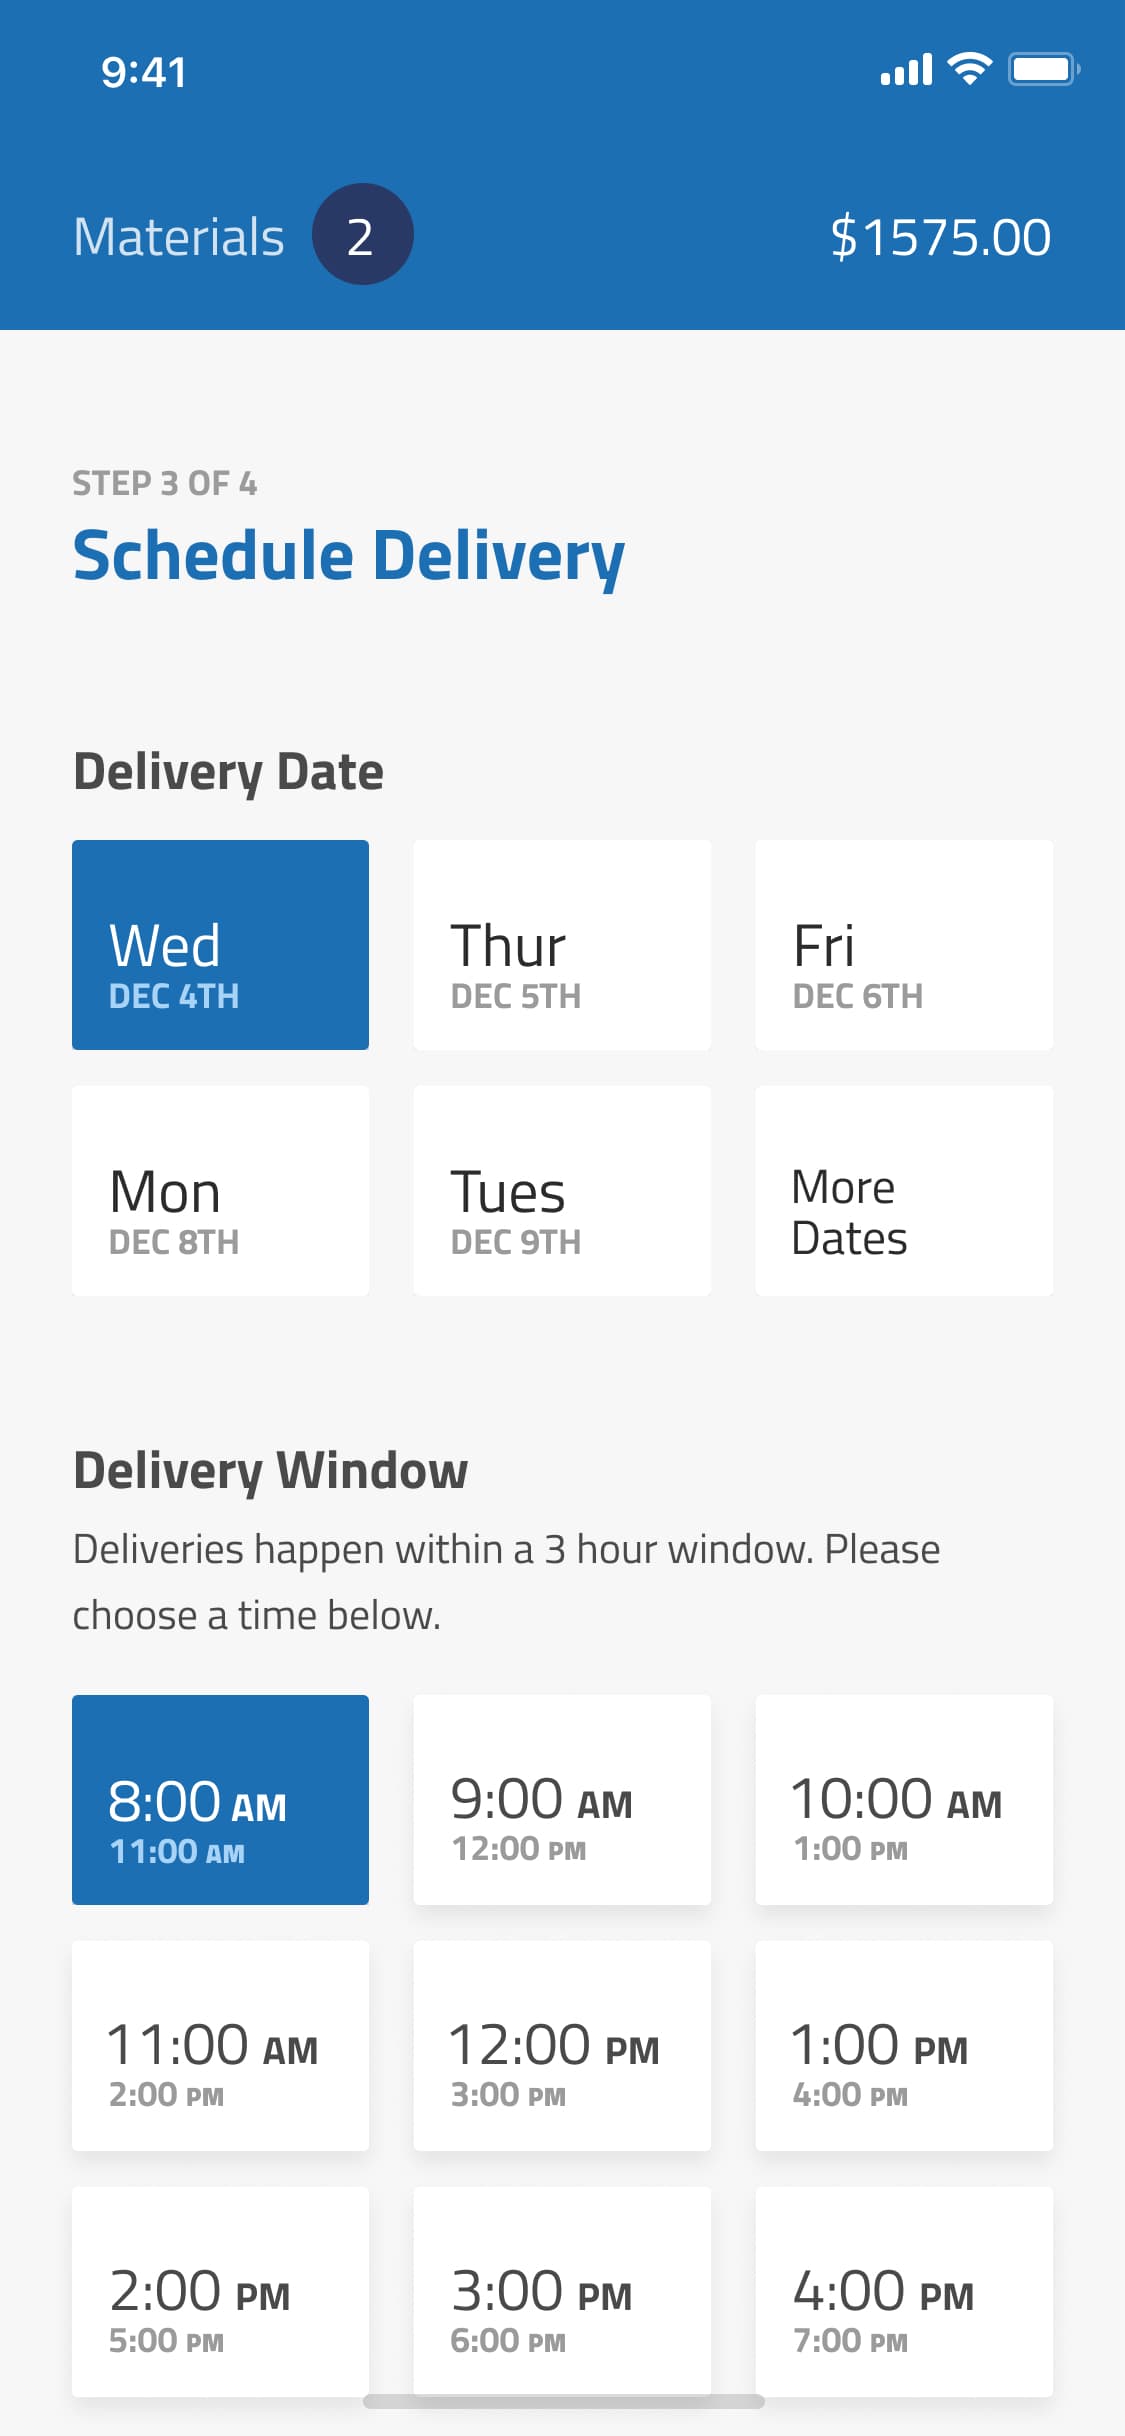 9:41
Materials 2 $1575.00
STEP 3 OF 4
Schedule Delivery
Delivery Date
Wed
DEC 4TH
Thur
DEC 5TH
Fri
DEC 6TH
Mon
DEC 8TH
Tues
DEC 9TH
More
Dates
Delivery Window
Deliveries happen within a 3 hour window. Please
choose a time below.
8:00 AM
11:00 AM
9:00 AM
12:00 PM
10:00 AM
1:00 PM
11:00 AM
2:00 PM
12:00 PM
3:00 PM
1:00 PM
4:00 PM
2:00 PM
5:00 PM
3:00 PM
6:00 PM
4:00 PM
7:00 PM